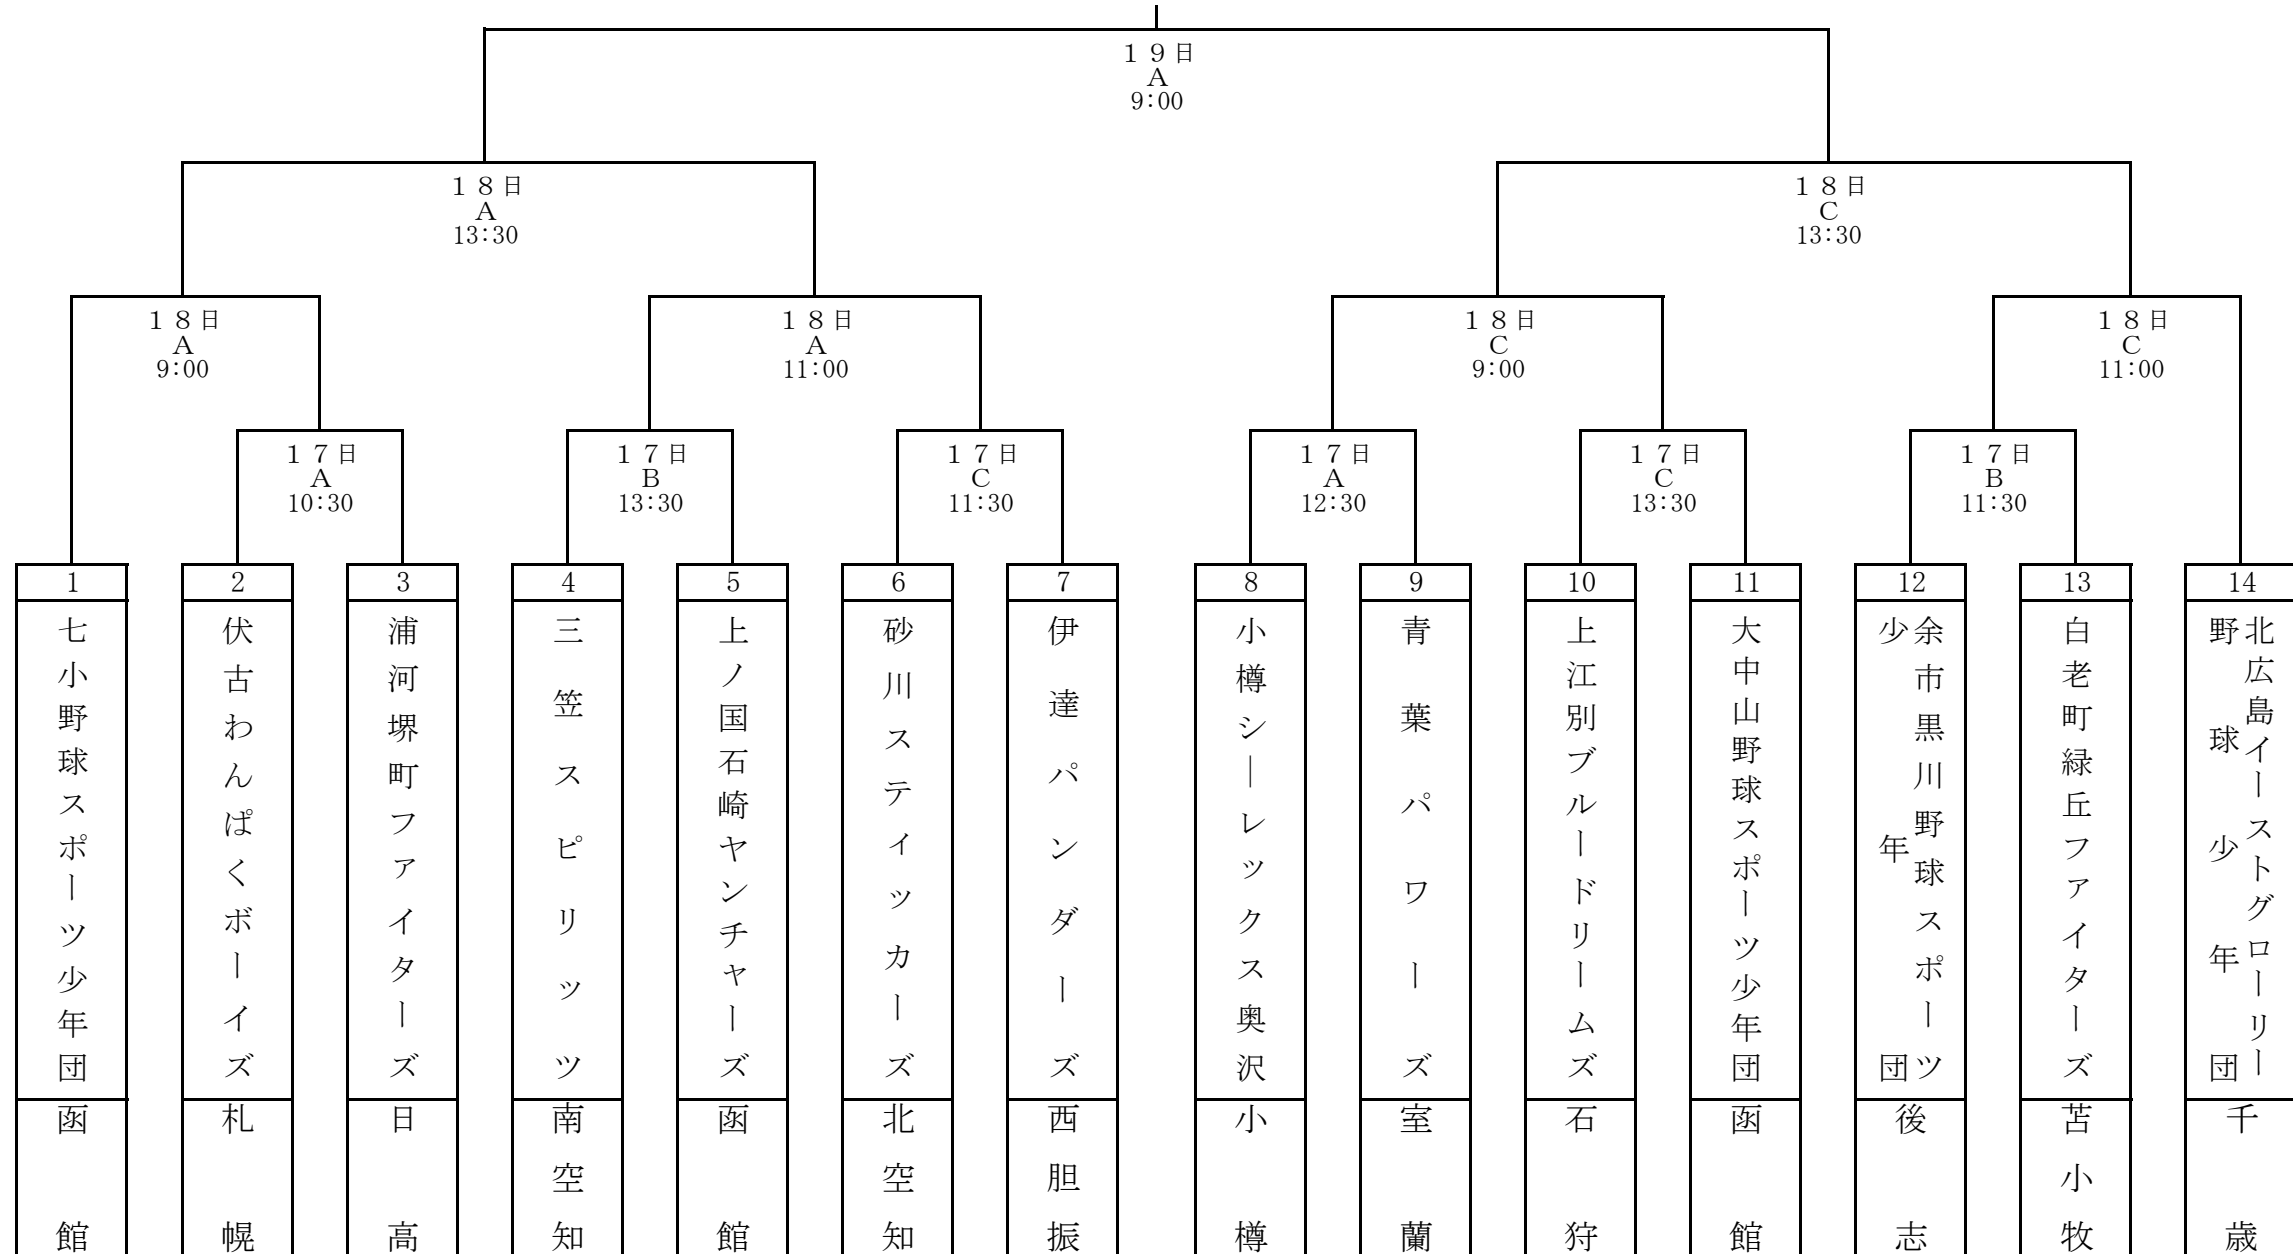 １９日
A
9:00
１８日
A
13:30
１８日
C
13:30
１８日
A
9:00
１８日
A
11:00
１８日
C
9:00
１８日
C
11:00
１７日
A
10:30
１７日
B
13:30
１７日
C
11:30
１７日
A
12:30
１７日
C
13:30
１７日
B
11:30
1
七小野球スポーツ少年団
函館
2
伏古わんぱくボーイズ
札幌
3
浦河堺町ファイターズ
日高
4
三笠スピリッツ
南空知
5
上ノ国石崎ヤンチャーズ
函館
6
砂川スティッカーズ
北空知
7
伊達パンダーズ
西胆振
8
小樽シーレックス奥沢
小樽
9
青葉パワーズ
室蘭
10
上江別ブルードリームズ
石狩
11
大中山野球スポーツ少年団
函館
12
余市黒川野球スポーツ
少年団
後志
13
白老町緑丘ファイターズ
苫小牧
14
北広島イーストグローリー
野球少年団
千歳